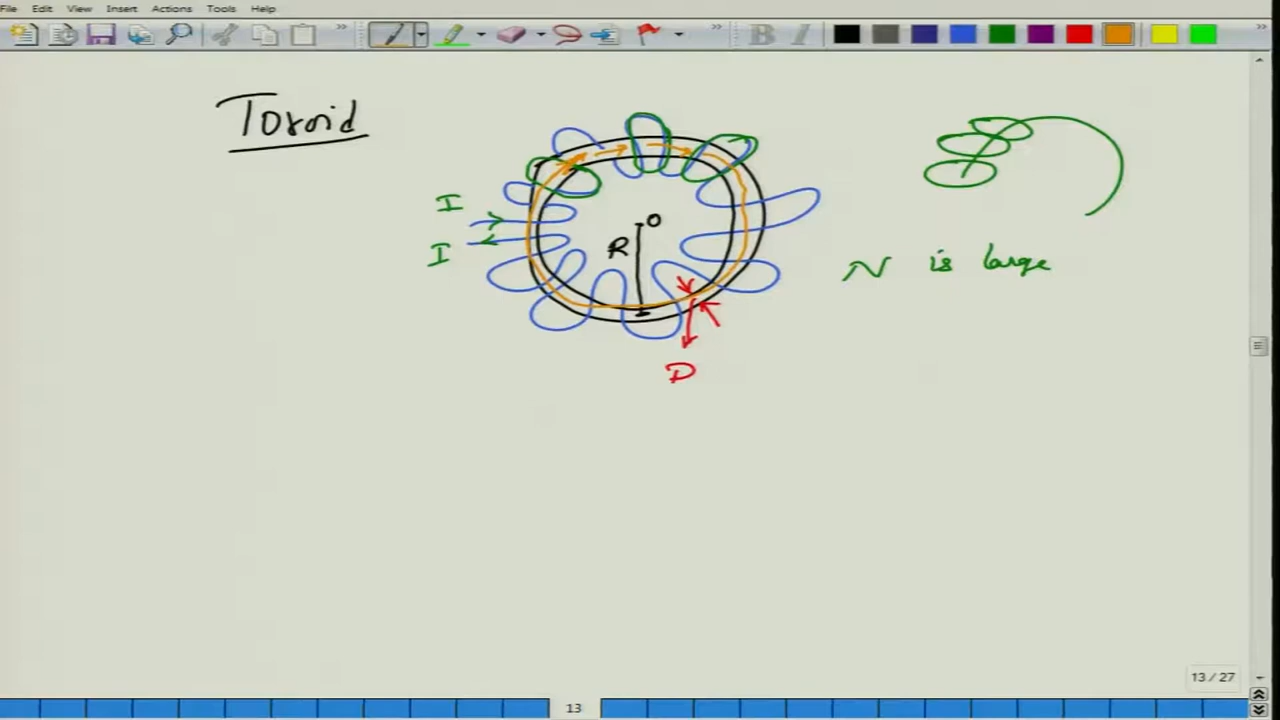 File Edit View Insert Actions Tools Help
B I
Toroid
I
I
O
R
N is large
D
13 / 27
13